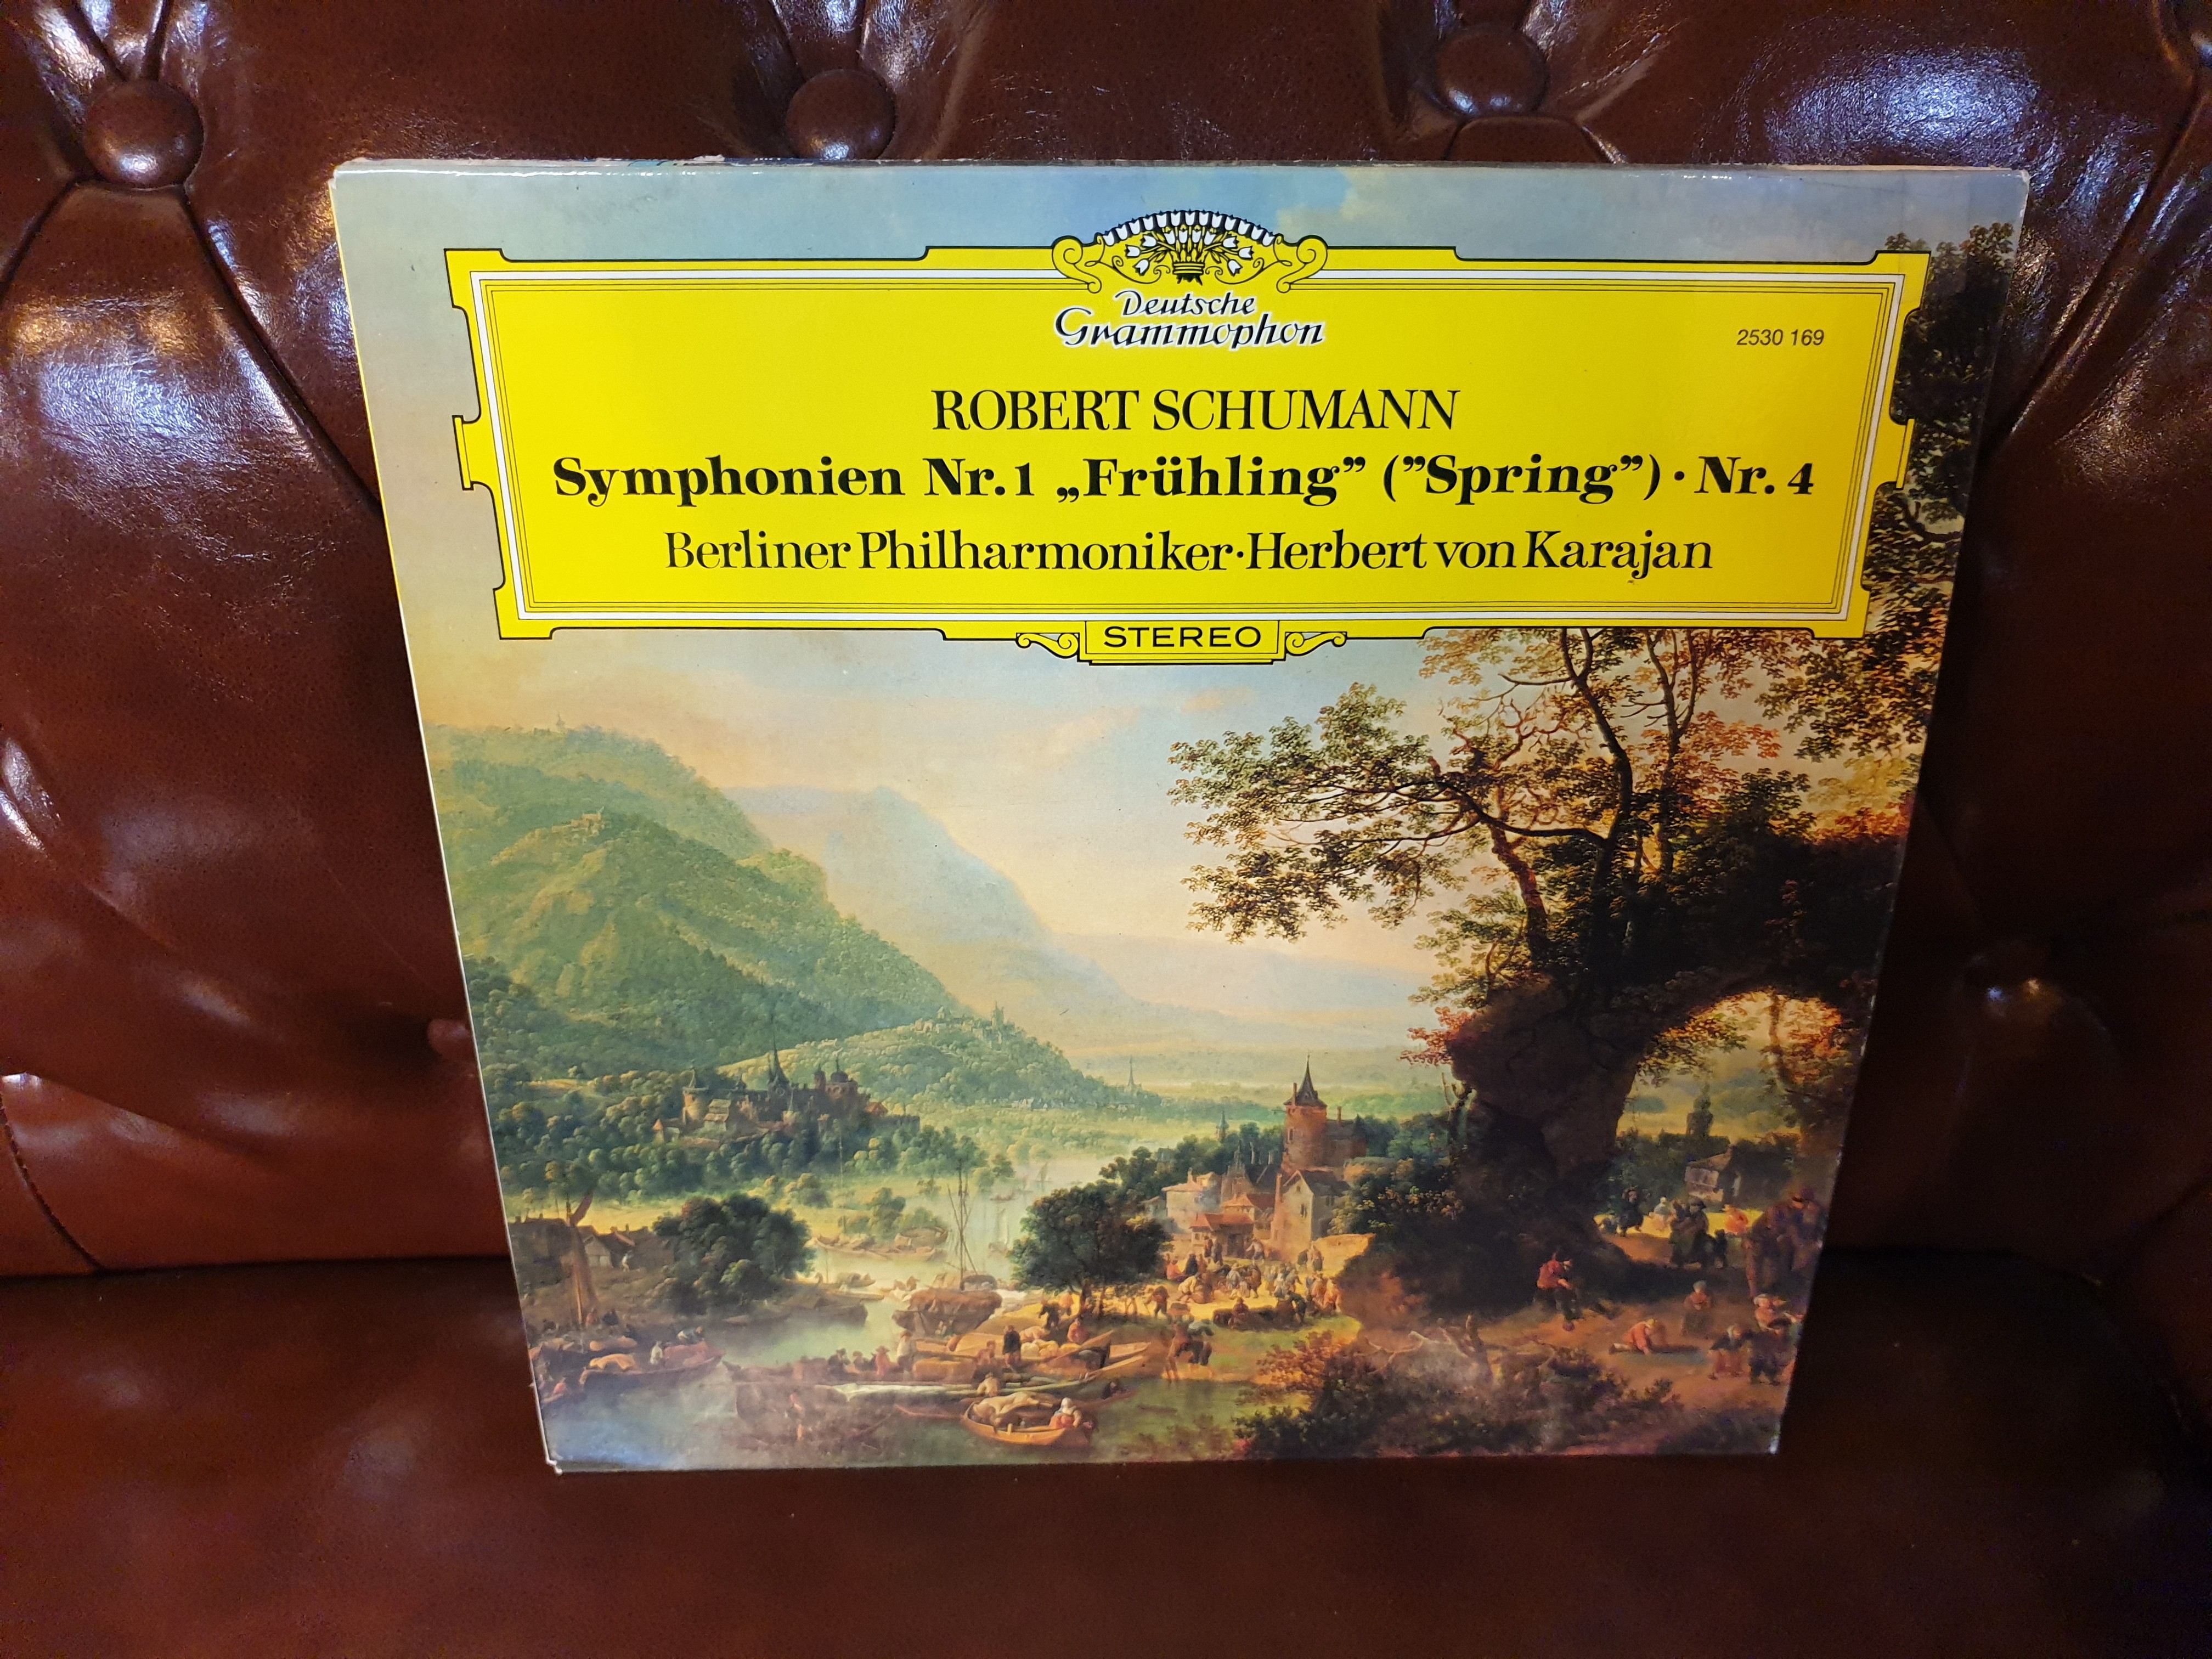 Deutsche
Grammophon
2530 169
ROBERT SCHUMANN
Symphonien Nr. 1 „Frühling” (”Spring”) · Nr. 4
Berliner Philharmoniker · Herbert von Karajan
STEREO